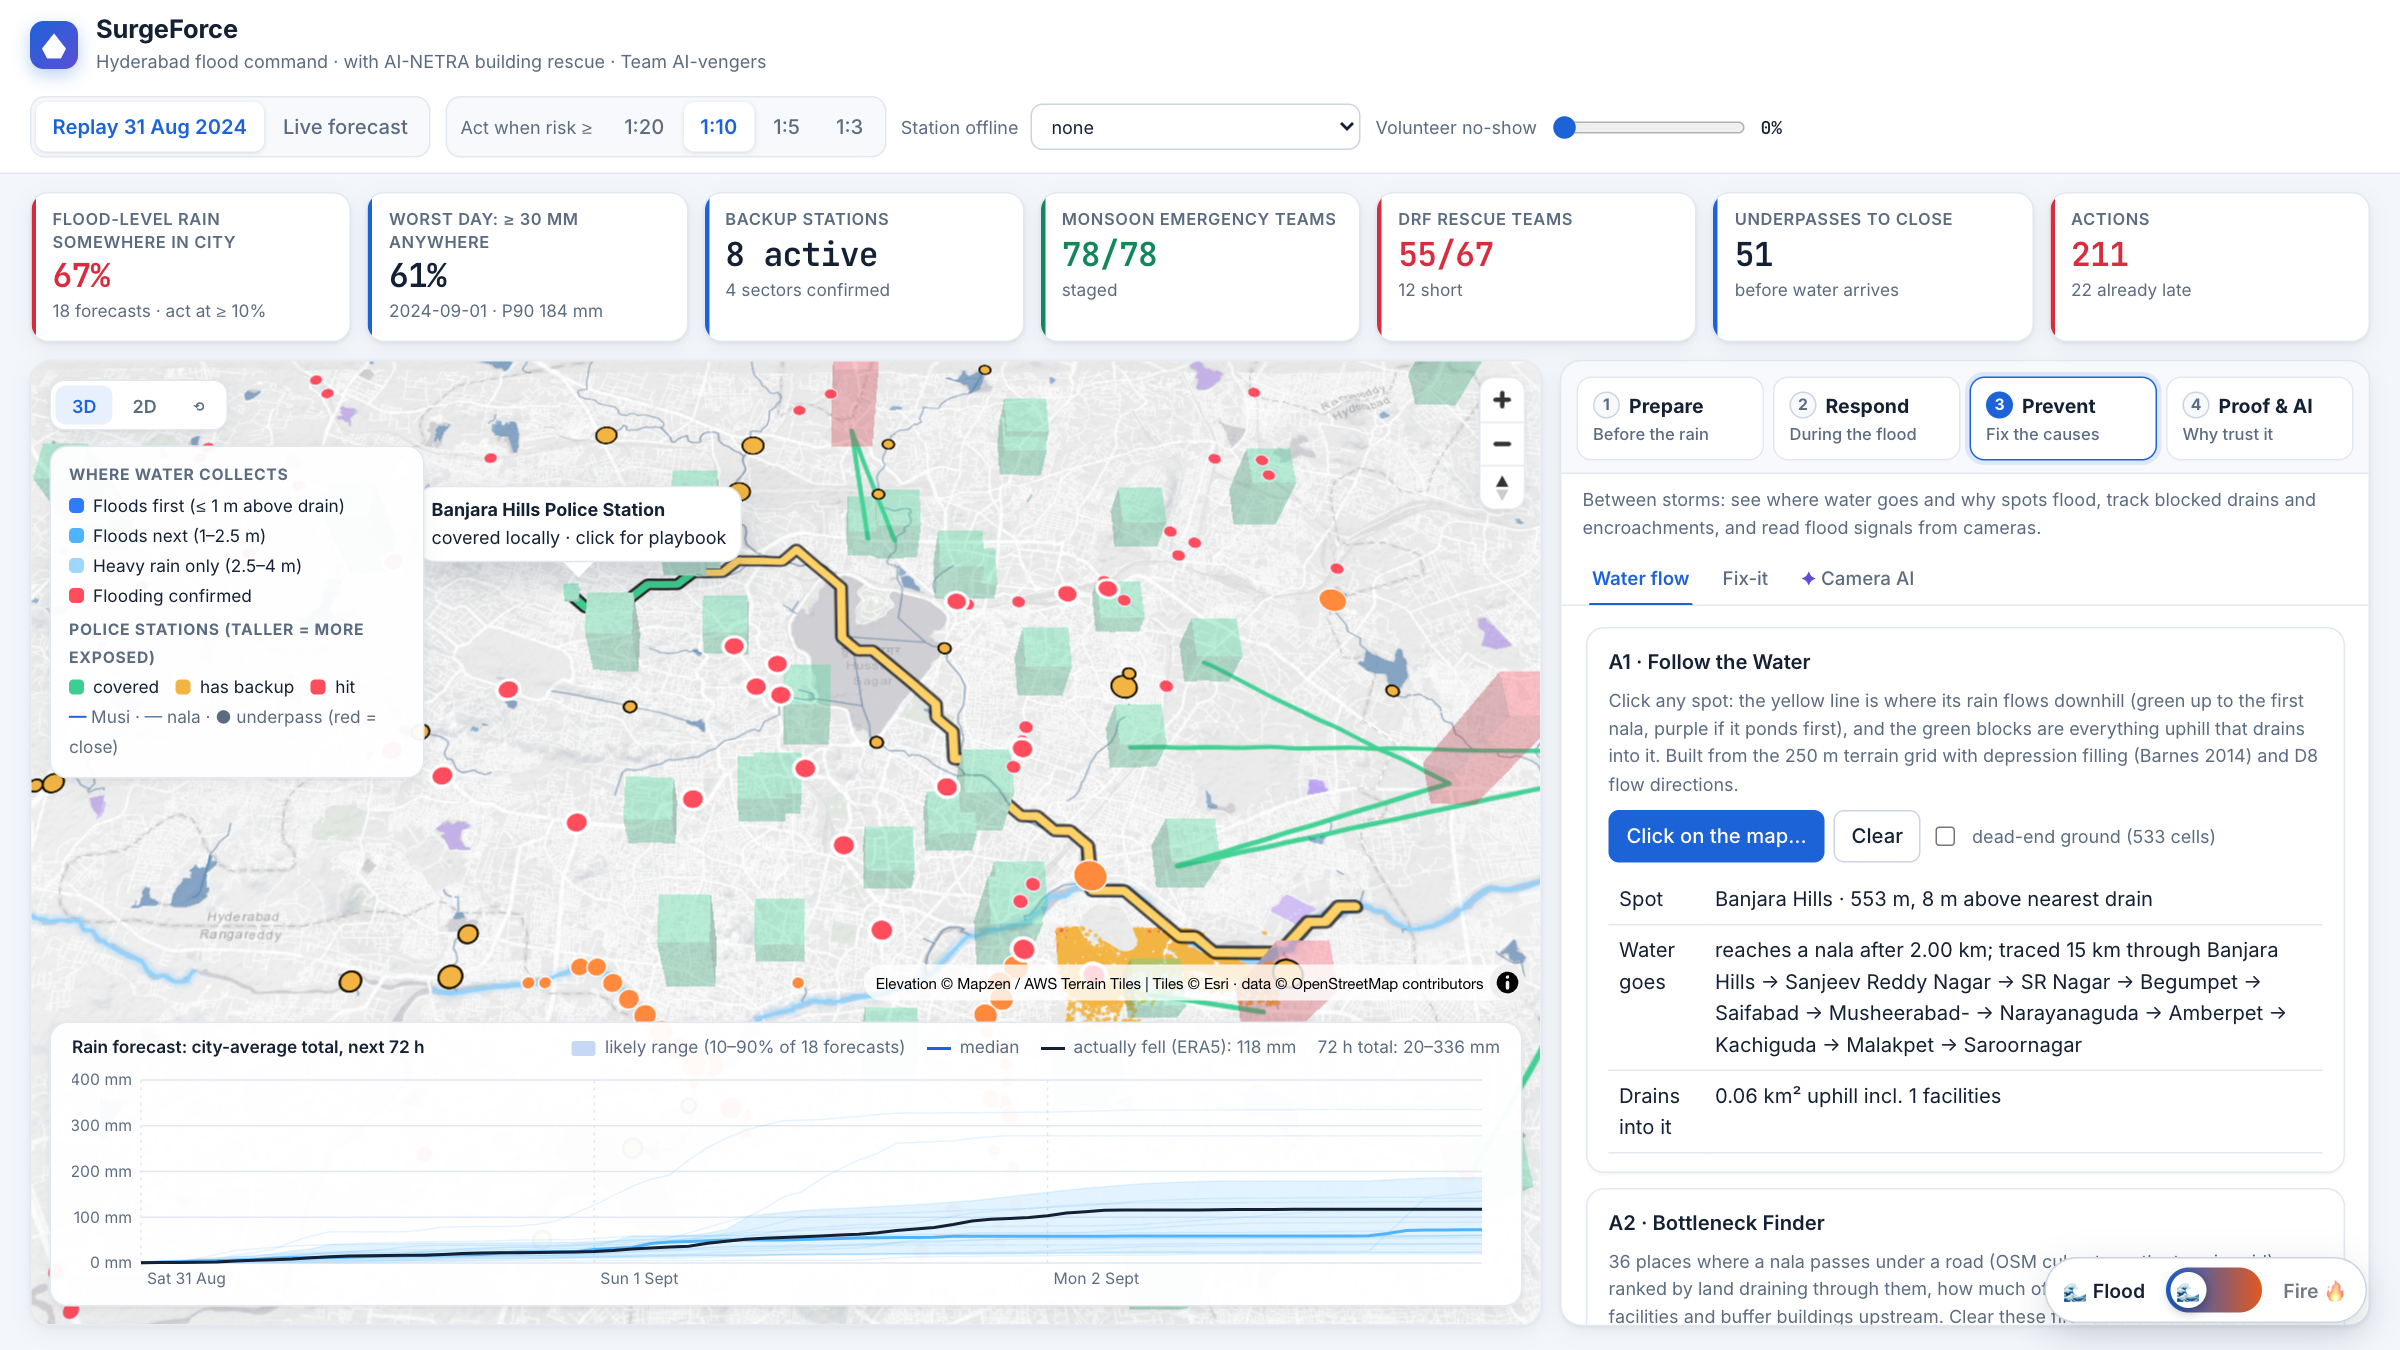 SurgeForce
Hyderabad flood command · with AI-NETRA building rescue · Team AI-vengers
Replay 31 Aug 2024
Live forecast
Act when risk ≥
1:20
1:10
1:5
1:3
Station offline
none
Volunteer no-show
0%
FLOOD-LEVEL RAIN
SOMEWHERE IN CITY
67%
18 forecasts · act at ≥ 10%
WORST DAY: ≥ 30 MM
ANYWHERE
61%
2024-09-01 · P90 184 mm
BACKUP STATIONS
8 active
4 sectors confirmed
MONSOON EMERGENCY TEAMS
78/78
staged
DRF RESCUE TEAMS
55/67
12 short
UNDERPASSES TO CLOSE
51
before water arrives
ACTIONS
211
22 already late
3D
2D
WHERE WATER COLLECTS
Floods first (≤ 1 m above drain)
Floods next (1–2.5 m)
Heavy rain only (2.5–4 m)
Flooding confirmed
POLICE STATIONS (TALLER = MORE
EXPOSED)
covered
has backup
hit
Musi · nala · underpass (red =
close)
Banjara Hills Police Station
covered locally · click for playbook
Hyderabad
Rangareddy
Elevation © Mapzen / AWS Terrain Tiles | Tiles © Esri · data © OpenStreetMap contributors
Rain forecast: city-average total, next 72 h
likely range (10–90% of 18 forecasts)
median
actually fell (ERA5): 118 mm
72 h total: 20–336 mm
400 mm
300 mm
200 mm
100 mm
0 mm
Sat 31 Aug
Sun 1 Sept
Mon 2 Sept
1 Prepare
Before the rain
2 Respond
During the flood
3 Prevent
Fix the causes
4 Proof & AI
Why trust it
Between storms: see where water goes and why spots flood, track blocked drains and
encroachments, and read flood signals from cameras.
Water flow
Fix-it
Camera AI
A1 · Follow the Water
Click any spot: the yellow line is where its rain flows downhill (green up to the first
nala, purple if it ponds first), and the green blocks are everything uphill that drains
into it. Built from the 250 m terrain grid with depression filling (Barnes 2014) and D8
flow directions.
Click on the map...
Clear
dead-end ground (533 cells)
Spot
Banjara Hills · 553 m, 8 m above nearest drain
Water
goes
reaches a nala after 2.00 km; traced 15 km through Banjara
Hills → Sanjeev Reddy Nagar → SR Nagar → Begumpet →
Saifabad → Musheerabad- → Narayanaguda → Amberpet →
Kachiguda → Malakpet → Saroornagar
Drains
into it
0.06 km² uphill incl. 1 facilities
A2 · Bottleneck Finder
36 places where a nala passes under a road (OSM
ranked by land draining through them, how much of
facilities and buffer buildings upstream. Clear these
Flood
Fire